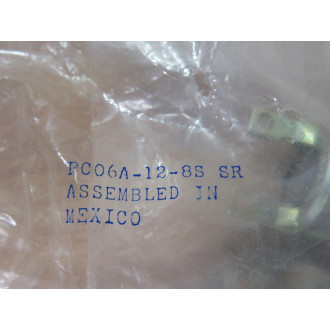 PC06A-12-8S SR
ASSEMBLED IN
MEXICO